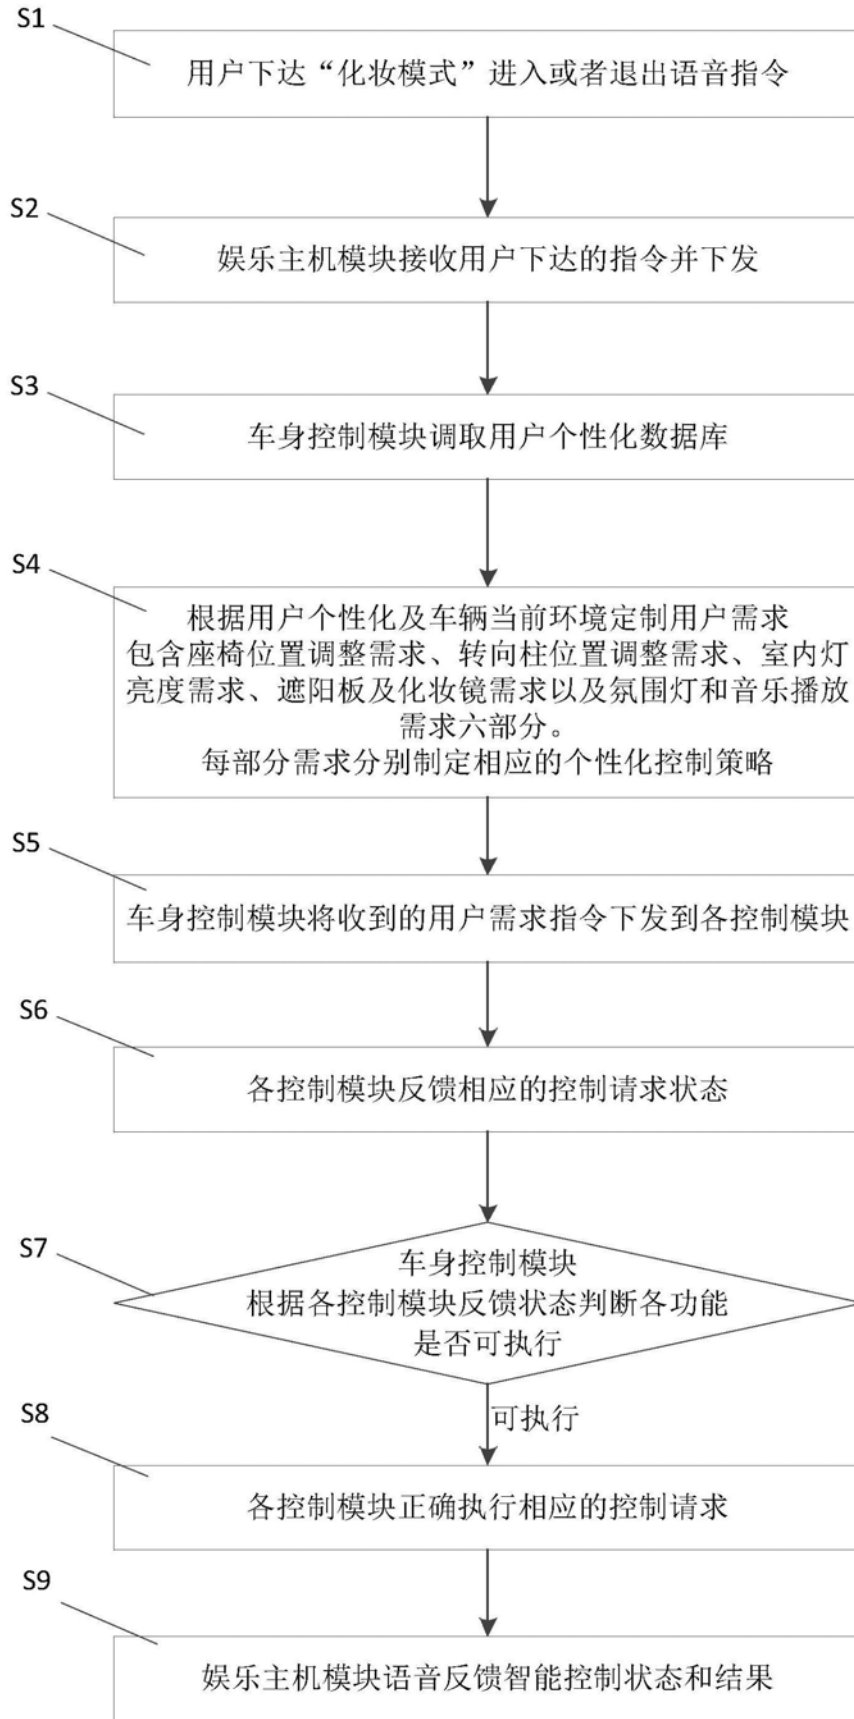 S1
用户下达“化妆模式”进入或者退出语音指令
S2
娱乐主机模块接收用户下达的指令并下发
S3
车身控制模块调取用户个性化数据库
S4
根据用户个性化及车辆当前环境定制用户需求
包含座椅位置调整需求、转向柱位置调整需求、室内灯
亮度需求、遮阳板及化妆镜需求以及氛围灯和音乐播放
需求六部分。
每部分需求分别制定相应的个性化控制策略
S5
车身控制模块将收到的用户需求指令下发到各控制模块
S6
各控制模块反馈相应的控制请求状态
S7
车身控制模块
根据各控制模块反馈状态判断各功能
是否可执行
可执行
S8
各控制模块正确执行相应的控制请求
S9
娱乐主机模块语音反馈智能控制状态和结果